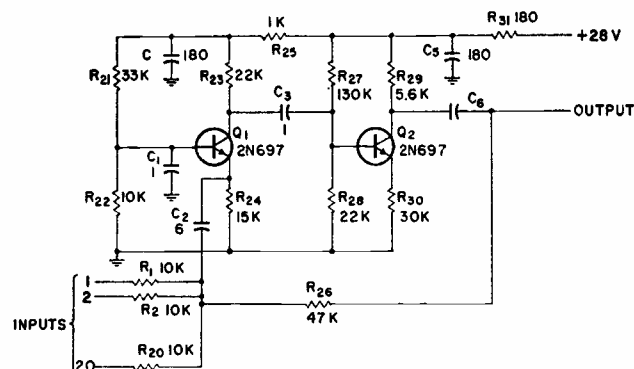 1K
R31 180
+28V
C 180
R25
C5 180
R21 33K
R23 22K
R27 130K
R29 5.6K
C3 1
C6
OUTPUT
Q1 2N697
Q2 2N697
C1 1
R22 10K
C2 6
R24 15K
R28 22K
R30 30K
1 R1 10K
2 R2 10K
R26 47K
INPUTS
20 R20 10K